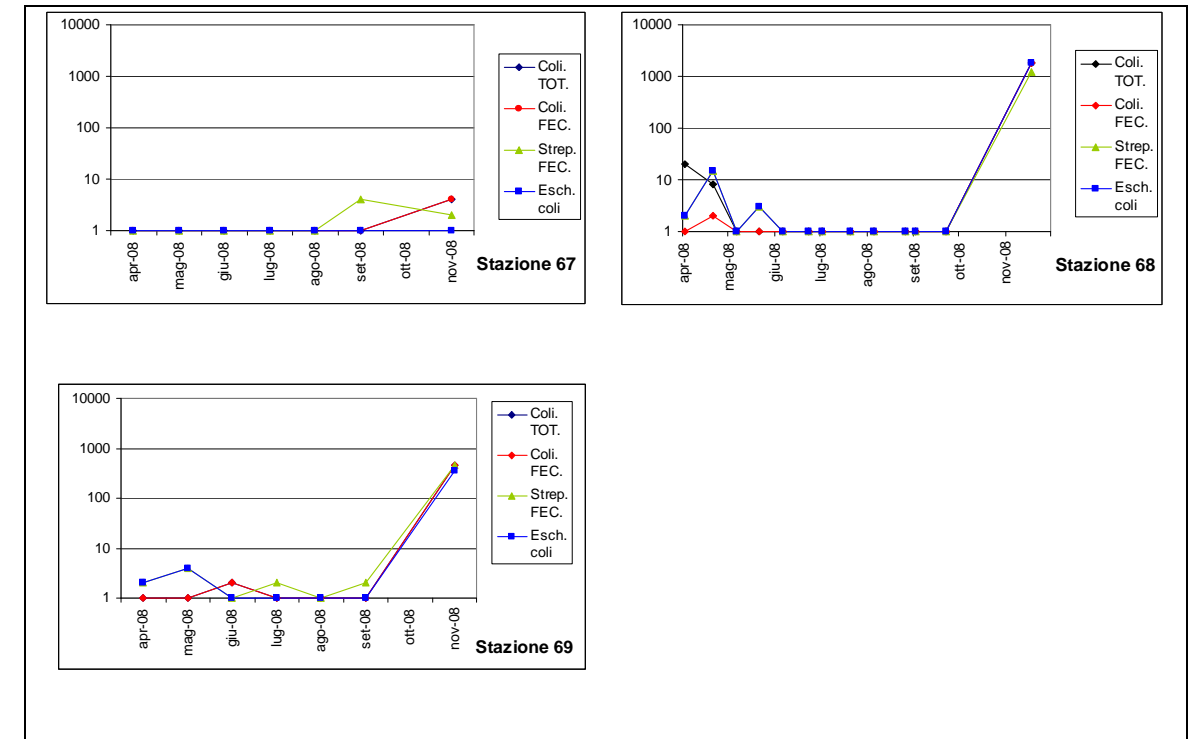 10000
1000
100
10
1
apr-08
mag-08
giu-08
lug-08
ago-08
set-08
ott-08
nov-08
Coli.
TOT.
Coli.
FEC.
Strep.
FEC.
Esch.
coli
Stazione 67
10000
1000
100
10
1
apr-08
mag-08
giu-08
lug-08
ago-08
set-08
ott-08
nov-08
Coli.
TOT.
Coli.
FEC.
Strep.
FEC.
Esch.
coli
Stazione 68
10000
1000
100
10
1
apr-08
mag-08
giu-08
lug-08
ago-08
set-08
ott-08
nov-08
Coli.
TOT.
Coli.
FEC.
Strep.
FEC.
Esch.
coli
Stazione 69